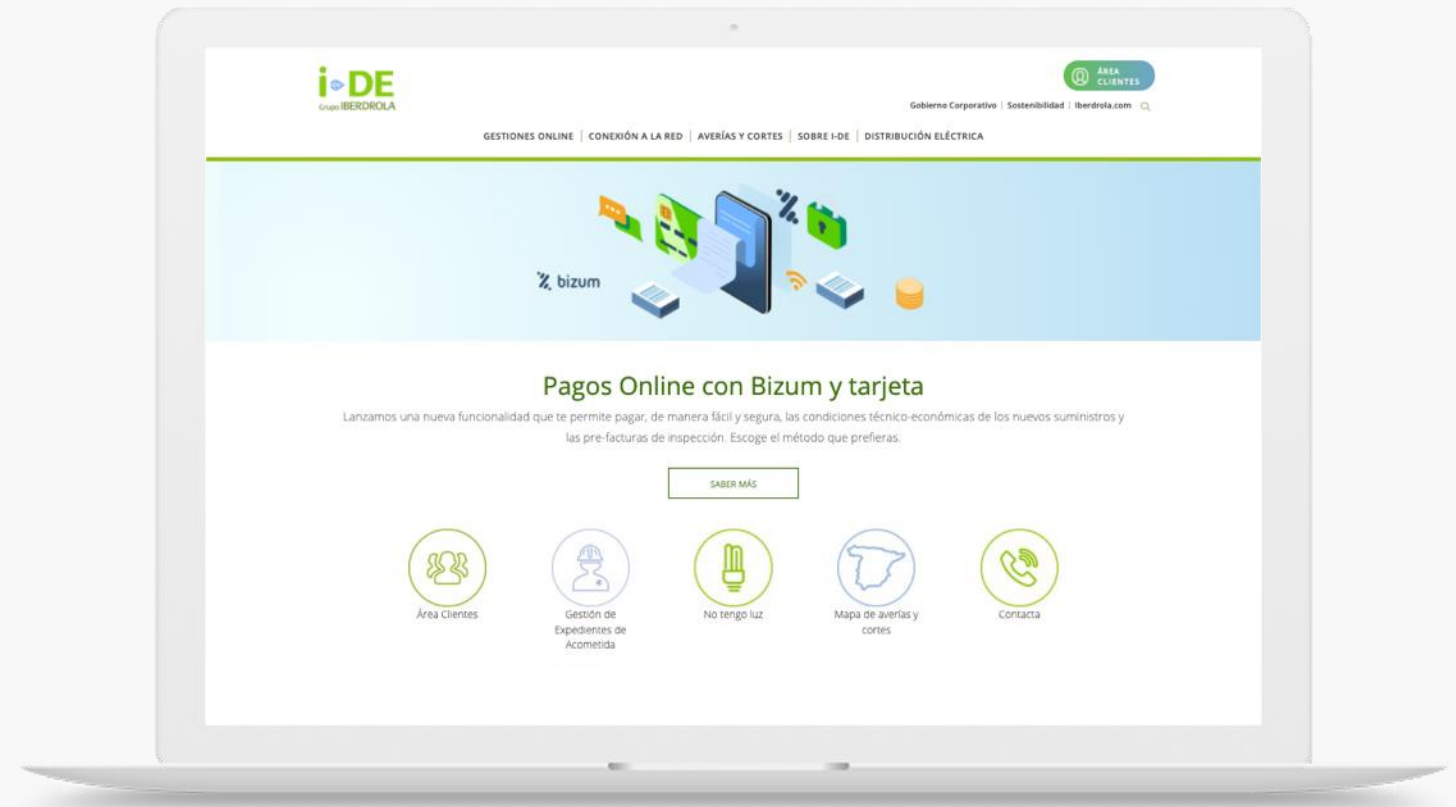 i-DE
Grupo IBERDROLA
ÁREA
CLIENTES
Gobierno Corporativo | Sostenibilidad | Iberdrola.com
GESTIONES ONLINE | CONEXIÓN A LA RED | AVERÍAS Y CORTES | SOBRE I-DE | DISTRIBUCIÓN ELÉCTRICA
bizum
Pagos Online con Bizum y tarjeta
Lanzamos una nueva funcionalidad que te permite pagar, de manera fácil y segura, las condiciones técnico-económicas de los nuevos suministros y
las pre-facturas de inspección. Escoge el método que prefieras.
SABER MÁS
Área Clientes
Gestión de
Expedientes de
Acometida
No tengo luz
Mapa de averías y
cortes
Contacta